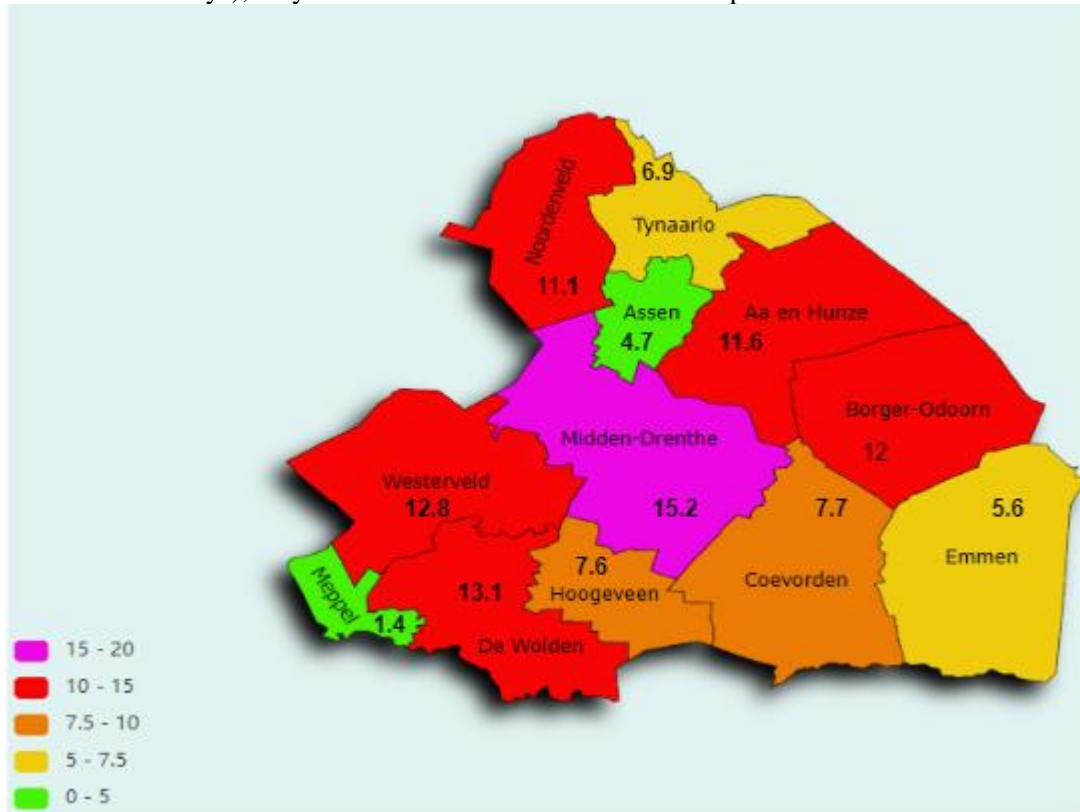 6.9
Noordenveld
Tynaarlo
11.1
Assen
4.7
Aa en Hunze
11.6
Borger-Odoorn
12
Midden-Drenthe
15.2
Westerveld
12.8
7.7
5.6
Emmen
7.6
Hoogeveen
Coevorden
Meppel
1.4
13.1
De Wolden
15 - 20
10 - 15
7.5 - 10
5 - 7.5
0 - 5